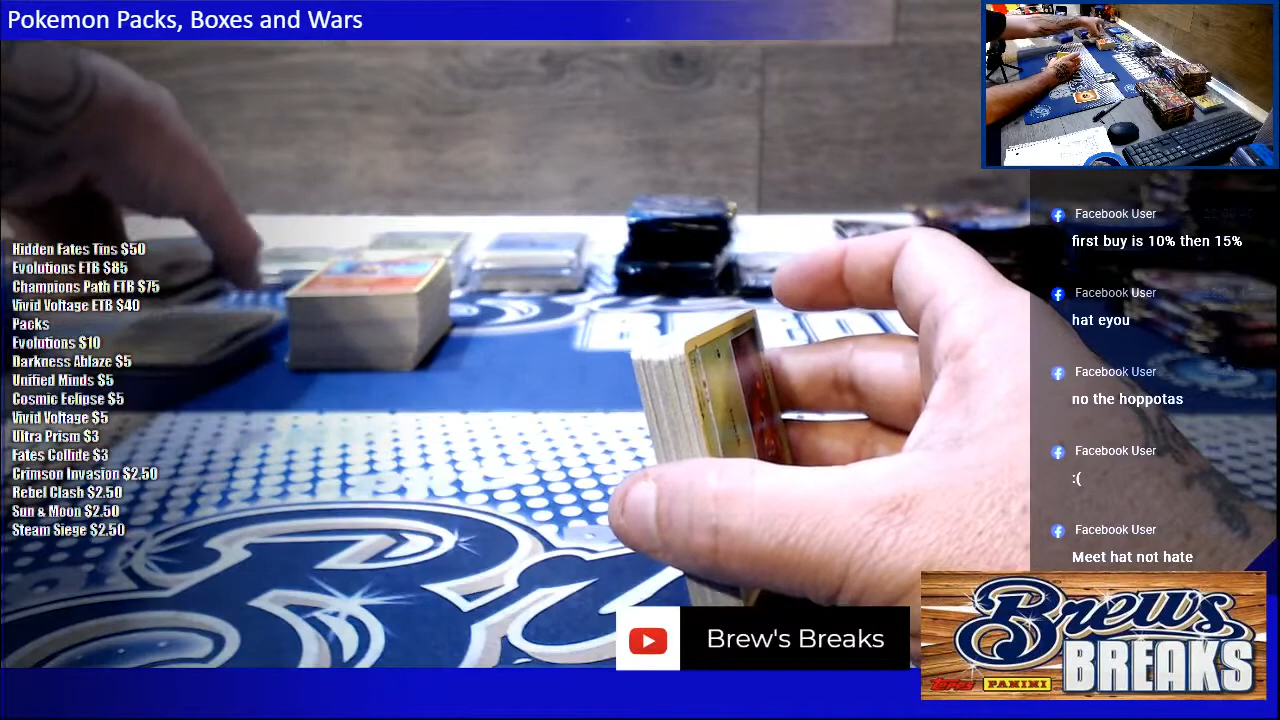 Pokemon Packs, Boxes and Wars
Hidden Fates Tins $50
Evolutions ETB $85
Champions Path ETB $75
Vivid Voltage ETB $40
Packs
Evolutions $10
Darkness Ablaze $5
Unified Minds $5
Cosmic Eclipse $5
Vivid Voltage $5
Ultra Prism $3
Fates Collide $3
Crimson Invasion $2.50
Rebel Clash $2.50
Sun & Moon $2.50
Steam Siege $2.50
Facebook User
first buy is 10% then 15%
Facebook User
hat eyou
Facebook User
no the hoppotas
Facebook User
:(
Facebook User
Meet hat not hate
Brew's Breaks
Brews
BREAKS
Topps PANINI